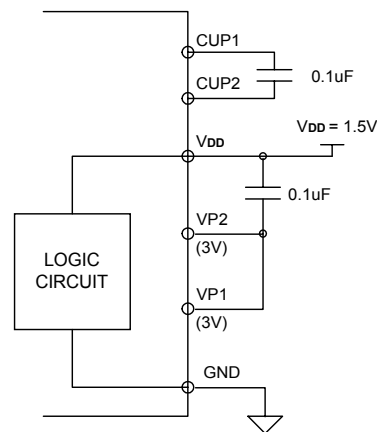 CUP1
CUP2
0.1uF
VDD
VDD = 1.5V
0.1uF
VP2
(3V)
LOGIC
CIRCUIT
VP1
(3V)
GND